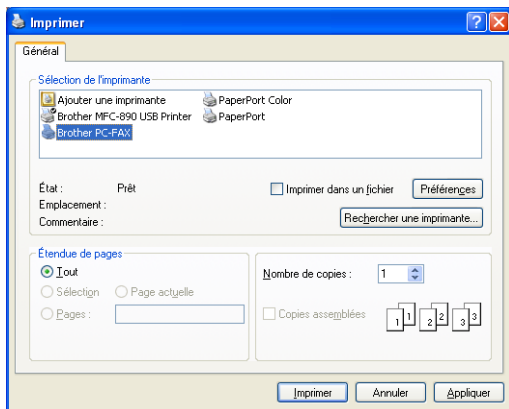 Imprimer
Général
Sélection de l'imprimante
Ajouter une imprimante
PaperPort Color
Brother MFC-890 USB Printer
PaperPort
Brother PC-FAX
État : Prêt
Imprimer dans un fichier
Préférences
Emplacement :
Commentaire :
Rechercher une imprimante...
Étendue de pages
Tout
Sélection
Page actuelle
Pages :
Nombre de copies : 1
Copies assemblées
1 1 2 2 3 3
Imprimer
Annuler
Appliquer